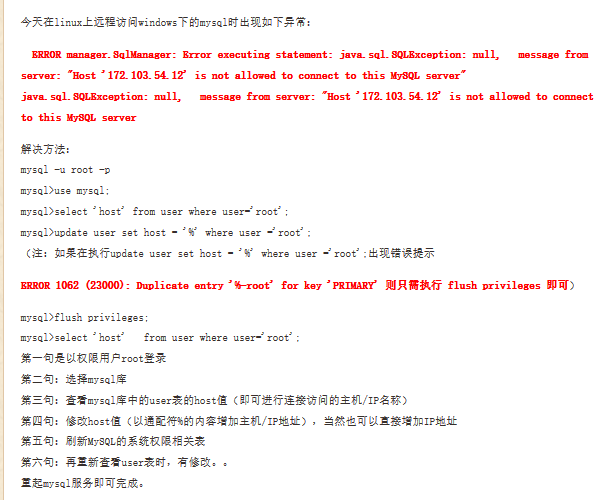 今天在linux上远程访问windows下的mysql时出现如下异常:
ERROR manager.SqlManager: Error executing statement: java.sql.SQLException: null,   message from
server: "Host '172.103.54.12' is not allowed to connect to this MySQL server"
java.sql.SQLException: null,   message from server: "Host '172.103.54.12' is not allowed to connect
to this MySQL server
解决方法:
mysql -u root -p
mysql>use mysql;
mysql>select 'host' from user where user='root';
mysql>update user set host = '%' where user ='root';
（注: 如果在执行update user set host = '%' where user ='root';出现错误提示
ERROR 1062 (23000): Duplicate entry '%-root' for key 'PRIMARY' 则只需执行 flush privileges 即可）
mysql>flush privileges;
mysql>select 'host'   from user where user='root';
第一句是以权限用户root登录
第二句: 选择mysql库
第三句: 查看mysql库中的user表的host值（即可进行连接访问的主机/IP名称）
第四句: 修改host值（以通配符%的内容增加主机/IP地址）, 当然也可以直接增加IP地址
第五句: 刷新MySQL的系统权限相关表
第六句: 再重新查看user表时, 有修改。。
重起mysql服务即可完成。